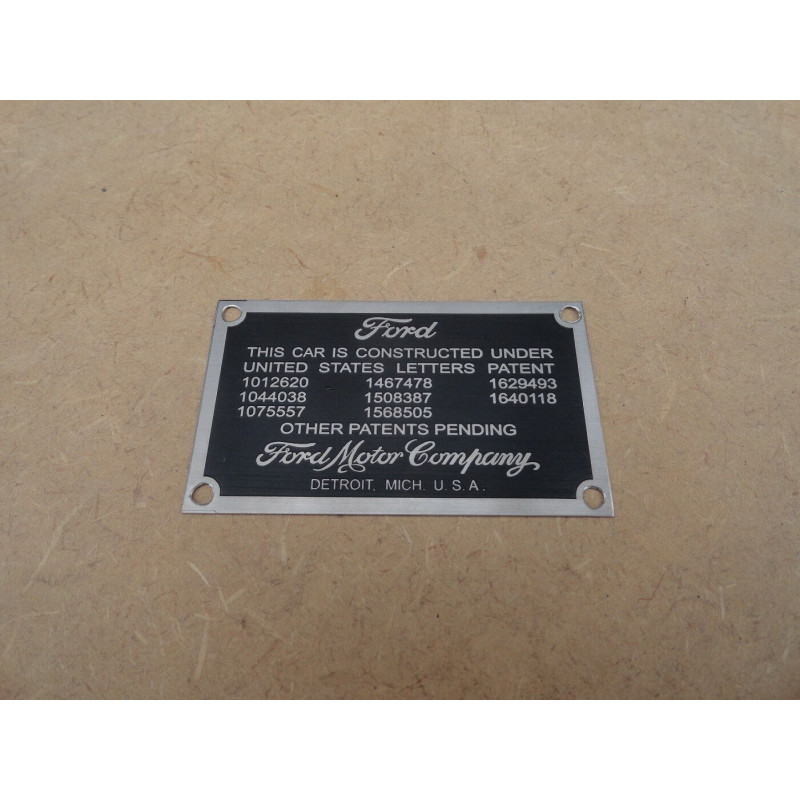 Ford
THIS CAR IS CONSTRUCTED UNDER
UNITED STATES LETTERS PATENT
1012620 1467478 1629493
1044038 1508387 1640118
1075557 1568505
OTHER PATENTS PENDING
Ford Motor Company
DETROIT, MICH. U.S.A.